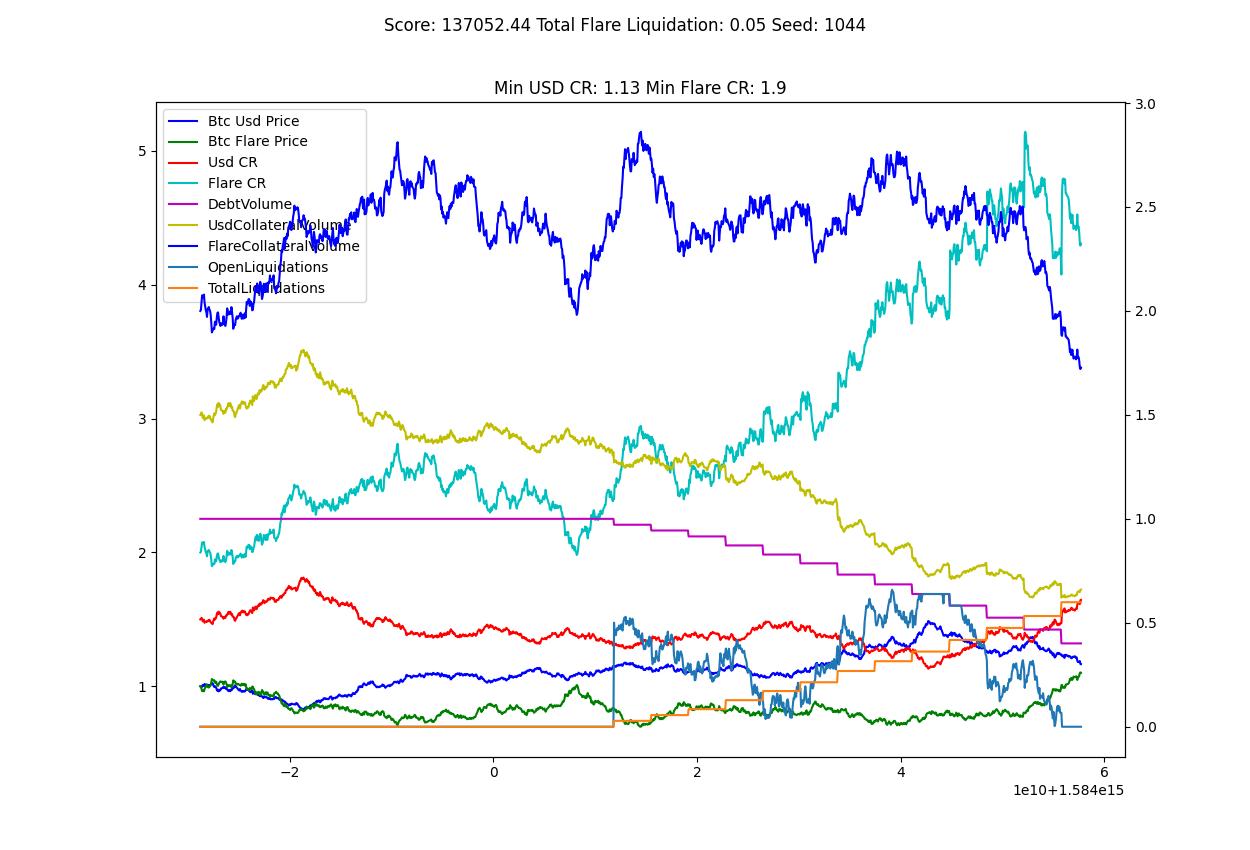 Score: 137052.44 Total Flare Liquidation: 0.05 Seed: 1044
Min USD CR: 1.13 Min Flare CR: 1.9
Btc Usd Price
Btc Flare Price
Usd CR
Flare CR
DebtVolume
UsdCollateralVolume
FlareCollateralVolume
OpenLiquidations
TotalLiquidations
5
4
3
2
1
3.0
2.5
2.0
1.5
1.0
0.5
0.0
−2
0
2
4
6
1e10+1.584e15